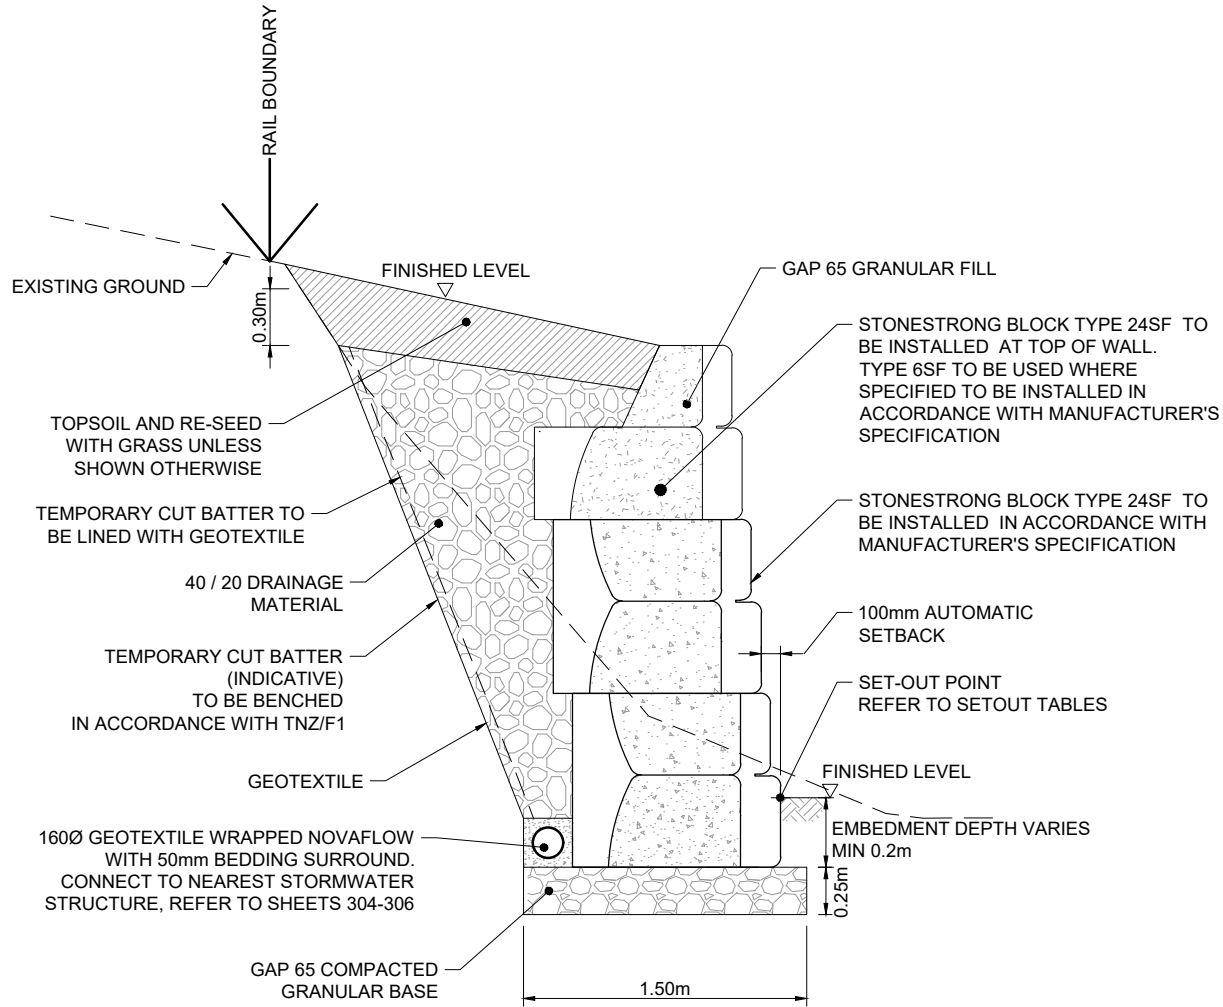 RAIL BOUNDARY
EXISTING GROUND
0.30m
FINISHED LEVEL
GAP 65 GRANULAR FILL
STONESTRONG BLOCK TYPE 24SF TO
BE INSTALLED AT TOP OF WALL.
TYPE 6SF TO BE USED WHERE
SPECIFIED TO BE INSTALLED IN
ACCORDANCE WITH MANUFACTURER'S
SPECIFICATION
TOPSOIL AND RE-SEED
WITH GRASS UNLESS
SHOWN OTHERWISE
TEMPORARY CUT BATTER TO
BE LINED WITH GEOTEXTILE
STONESTRONG BLOCK TYPE 24SF TO
BE INSTALLED IN ACCORDANCE WITH
MANUFACTURER'S SPECIFICATION
40 / 20 DRAINAGE
MATERIAL
100mm AUTOMATIC
SETBACK
TEMPORARY CUT BATTER
(INDICATIVE)
TO BE BENCHED
IN ACCORDANCE WITH TNZ/F1
SET-OUT POINT
REFER TO SETOUT TABLES
GEOTEXTILE
FINISHED LEVEL
160Ø GEOTEXTILE WRAPPED NOVAFLOW
WITH 50mm BEDDING SURROUND.
CONNECT TO NEAREST STORMWATER
STRUCTURE, REFER TO SHEETS 304-306
EMBEDMENT DEPTH VARIES
MIN 0.2m
0.25m
GAP 65 COMPACTED
GRANULAR BASE
1.50m